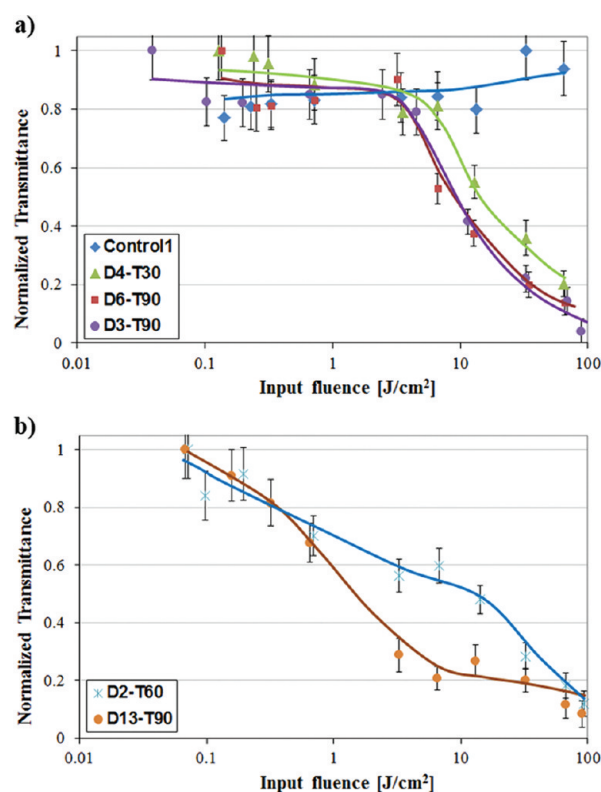 a)
1
0.8
0.6
0.4
0.2
0
Normalized Transmittance
Control1
D4-T30
D6-T90
D3-T90
0.01 0.1 1 10 100
Input fluence [J/cm²]
b)
1
0.8
0.6
0.4
0.2
0
Normalized Transmittance
D2-T60
D13-T90
0.01 0.1 1 10 100
Input fluence [J/cm²]